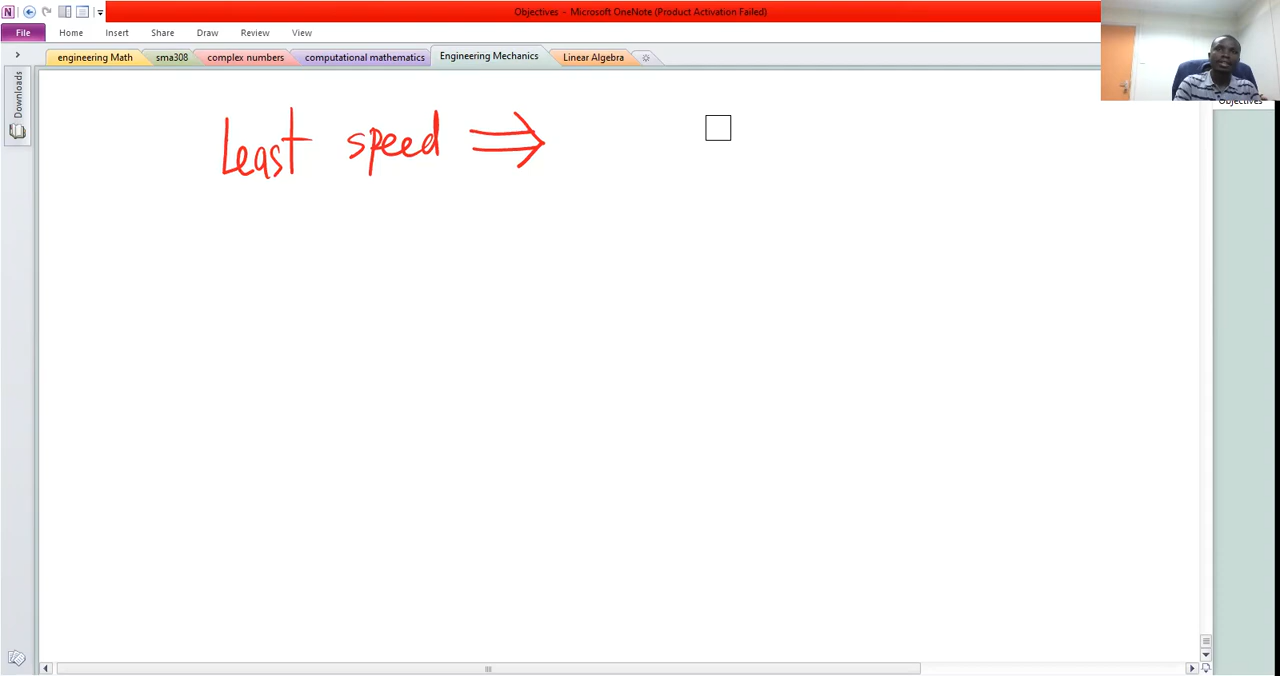 Objectives - Microsoft OneNote (Product Activation Failed)
File Home Insert Share Draw Review View
engineering Math sma308 complex numbers computational mathematics Engineering Mechanics Linear Algebra
Downloads
Objectives
Least speed ⇒